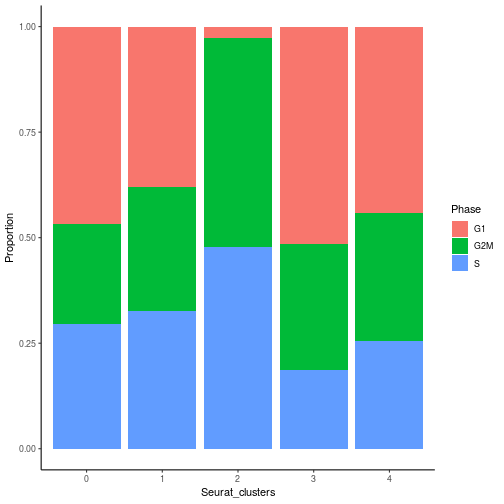 1.00
0.75
0.50
0.25
0.00
Proportion
0 1 2 3 4
Seurat_clusters
Phase
G1
G2M
S